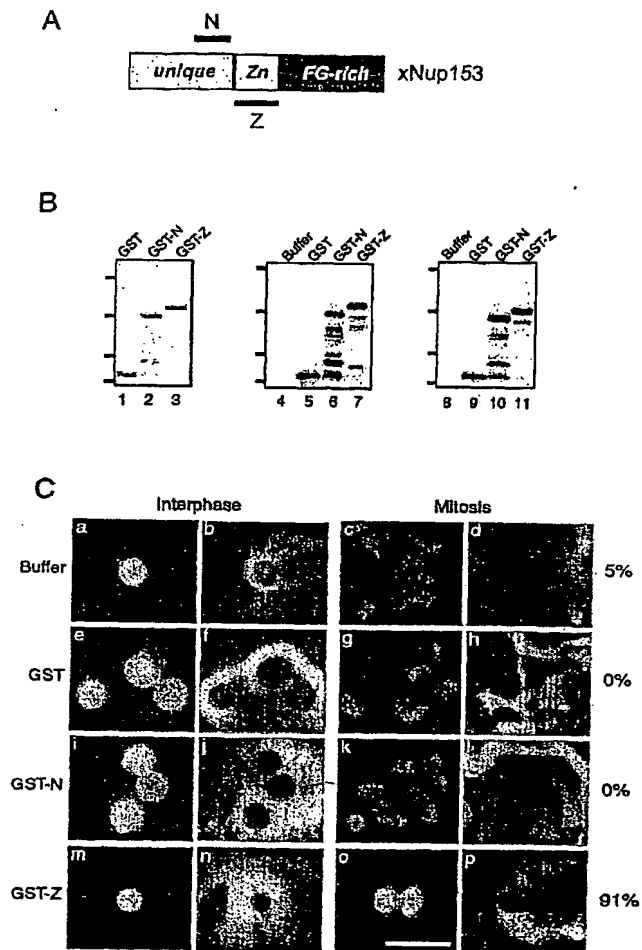 A
N
unique Zn FG-rich xNup153
Z
B
GST GST-N GST-Z
Buffer GST GST-N GST-Z
Buffer GST GST-N GST-Z
1 2 3
4 5 6 7
8 9 10 11
C
Interphase Mitosis
a b c d
Buffer 5%
e f g h
GST 0%
i j k l
GST-N 0%
m n o p
GST-Z 91%